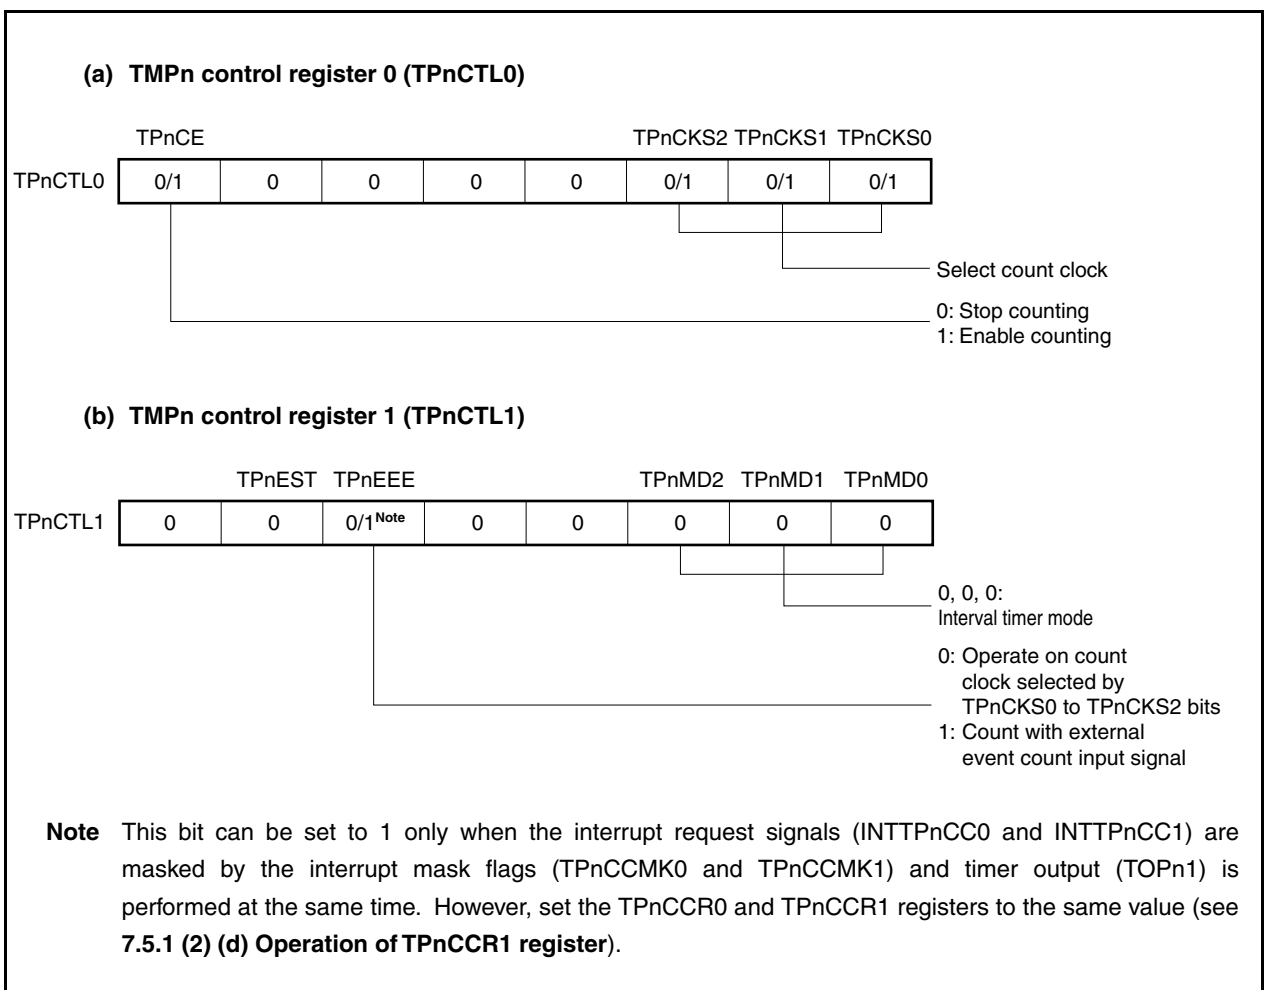 (a) TMPn control register 0 (TPnCTL0)
TPnCE TPnCKS2 TPnCKS1 TPnCKS0
TPnCTL0 0/1 0 0 0 0 0/1 0/1 0/1
Select count clock
0: Stop counting
1: Enable counting
(b) TMPn control register 1 (TPnCTL1)
TPnEST TPnEEE TPnMD2 TPnMD1 TPnMD0
TPnCTL1 0 0 0/1Note 0 0 0 0 0
0, 0, 0:
Interval timer mode
0: Operate on count
clock selected by
TPnCKS0 to TPnCKS2 bits
1: Count with external
event count input signal
Note This bit can be set to 1 only when the interrupt request signals (INTTPnCC0 and INTTPnCC1) are
masked by the interrupt mask flags (TPnCCMK0 and TPnCCMK1) and timer output (TOPn1) is
performed at the same time. However, set the TPnCCR0 and TPnCCR1 registers to the same value (see
7.5.1 (2) (d) Operation of TPnCCR1 register).